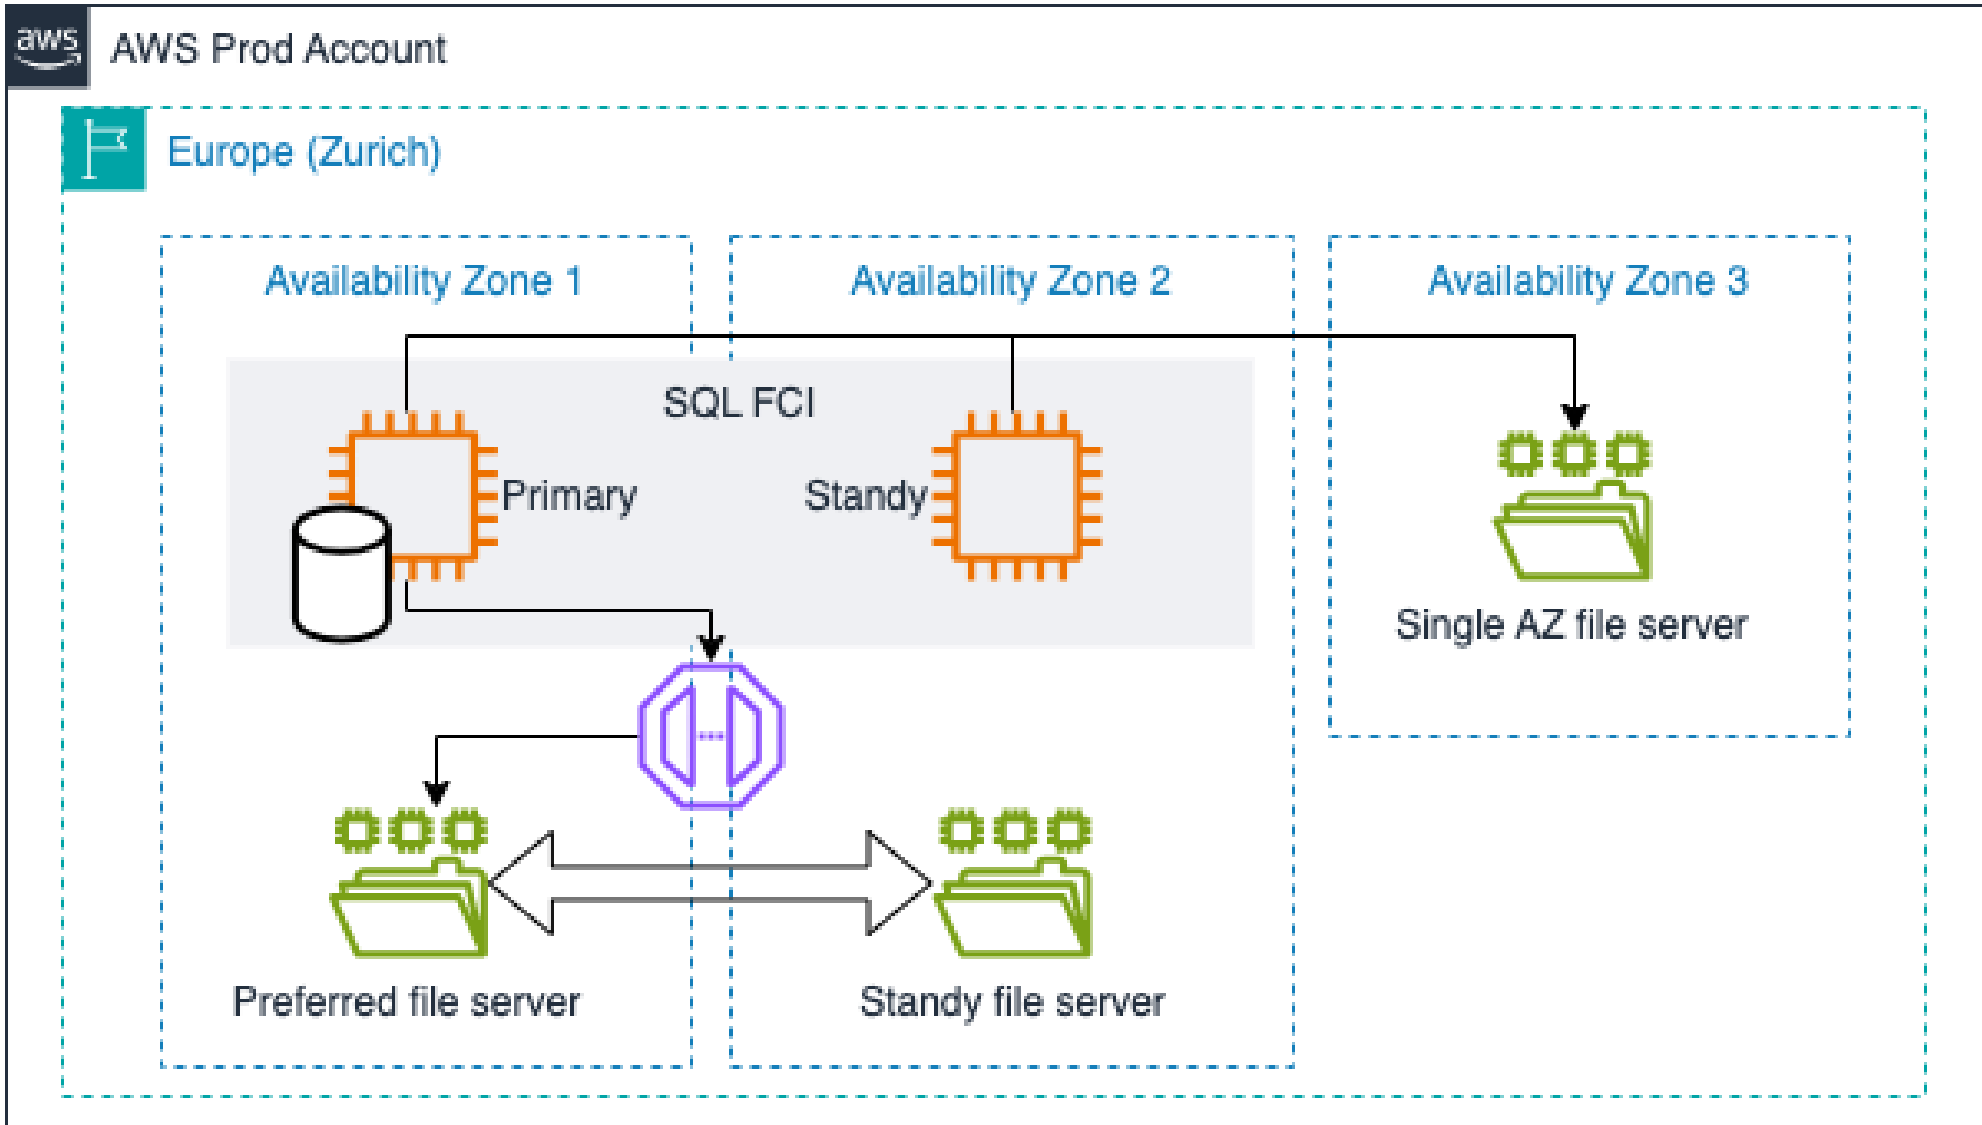 aws
AWS Prod Account
Europe (Zurich)
Availability Zone 1
Availability Zone 2
Availability Zone 3
SQL FCI
Primary
Standy
Single AZ file server
Preferred file server
Standy file server